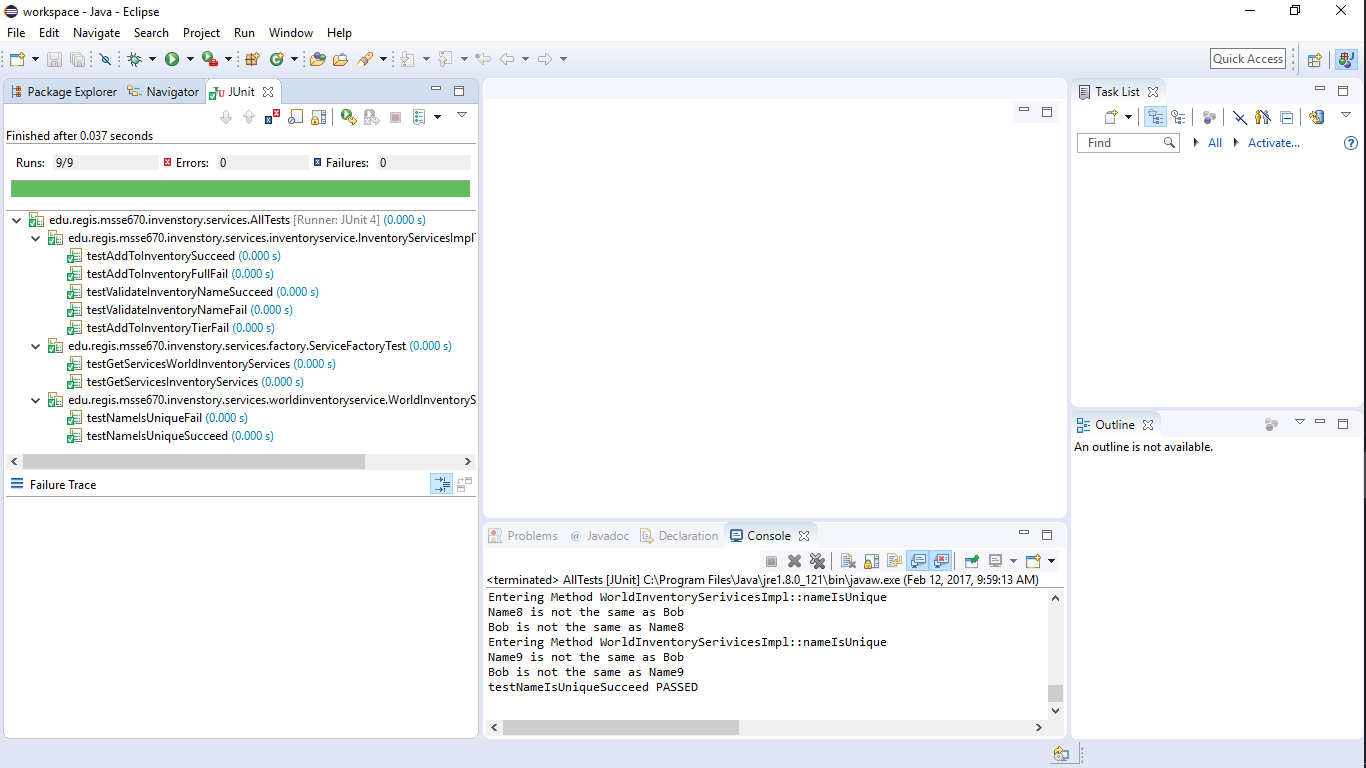 workspace - Java - Eclipse
File Edit Navigate Search Project Run Window Help
Quick Access
Package Explorer Navigator JUnit
Finished after 0.037 seconds
Runs: 9/9 Errors: 0 Failures: 0
edu.regis.msse670.invenstory.services.AllTests [Runner: JUnit 4] (0.000 s)
edu.regis.msse670.invenstory.services.inventoryservice.InventoryServicesImpl
testAddToInventorySucceed (0.000 s)
testAddToInventoryFullFail (0.000 s)
testValidateInventoryNameSucceed (0.000 s)
testValidateInventoryNameFail (0.000 s)
testAddToInventoryTierFail (0.000 s)
edu.regis.msse670.invenstory.services.factory.ServiceFactoryTest (0.000 s)
testGetServicesWorldInventoryServices (0.000 s)
testGetServicesInventoryServices (0.000 s)
edu.regis.msse670.invenstory.services.worldinventoryservice.WorldInventoryS
testNameIsUniqueFail (0.000 s)
testNameIsUniqueSucceed (0.000 s)
Failure Trace
Problems @ Javadoc Declaration Console
<terminated> AllTests [JUnit] C:\Program Files\Java\jre1.8.0_121\bin\javaw.exe (Feb 12, 2017, 9:59:13 AM)
Entering Method WorldInventorySerivicesImpl::nameIsUnique
Name8 is not the same as Bob
Bob is not the same as Name8
Entering Method WorldInventorySerivicesImpl::nameIsUnique
Name9 is not the same as Bob
Bob is not the same as Name9
testNameIsUniqueSucceed PASSED
Task List
Find All Activate...
Outline
An outline is not available.